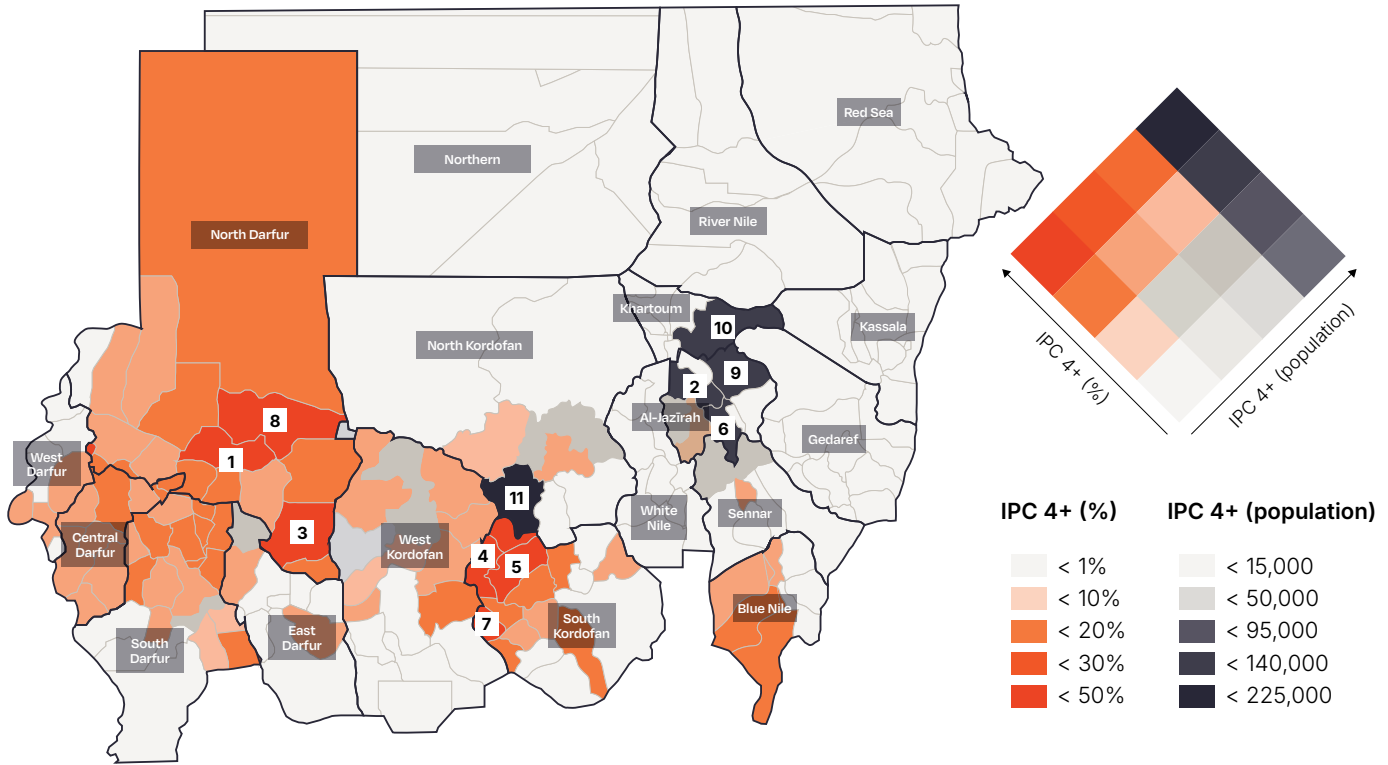 Red Sea
Northern
River Nile
North Darfur
Khartoum
10
Kassala
North Kordofan
9
2
8
Al-Jazirah
6
Gedaref
West
Darfur
1
11
White
Nile
Sennar
3
Central
Darfur
West
Kordofan
4
5
Blue Nile
7
South
Kordofan
East
Darfur
South
Darfur
IPC 4+ (%)
IPC 4+ (population)
IPC 4+ (%)
< 1%
< 10%
< 20%
< 30%
< 50%
IPC 4+ (population)
< 15,000
< 50,000
< 95,000
< 140,000
< 225,000